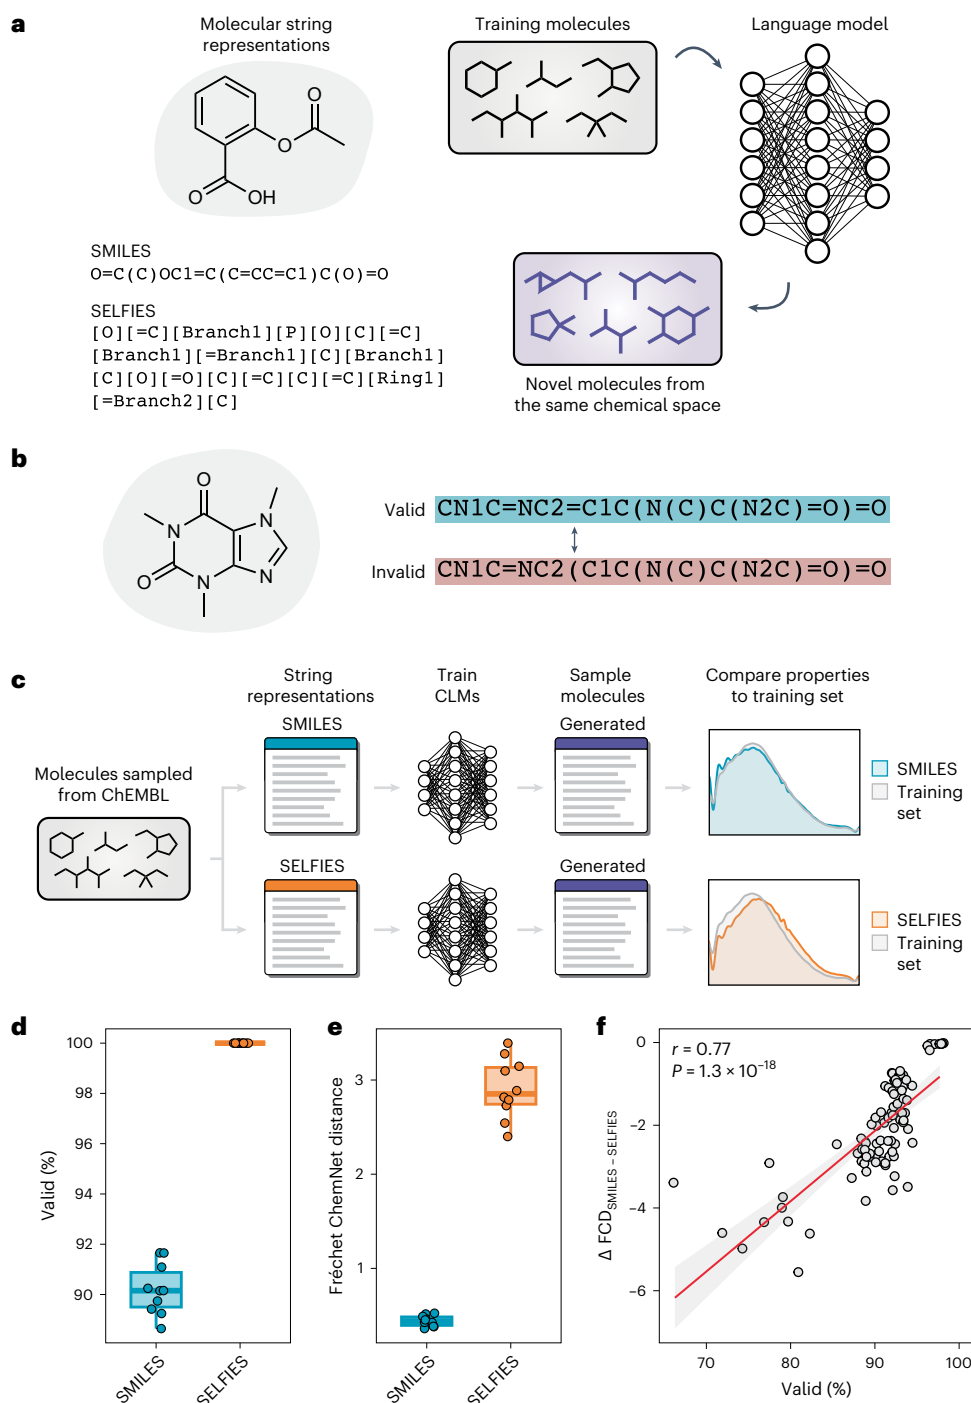 a
Molecular string
representations
Training molecules
Language model
O
O
O
OH
SMILES
O=C(C)OC1=C(C=CC=C1)C(O)=O
SELFIES
[O][=C][Branch1][P][O][C][=C]
[Branch1][=Branch1][C][Branch1]
[C][O][=O][C][=C][C][=C][Ring1]
[=Branch2][C]
Novel molecules from
the same chemical space
b
O
N
N
O
N
N
Valid
CN1C=NC2=C1C(N(C)C(N2C)=O)=O
Invalid
CN1C=NC2(C1C(N(C)C(N2C)=O)=O
c
String
representations
Train
CLMs
Sample
molecules
Compare properties
to training set
SMILES
Generated
Molecules sampled
from ChEMBL
SMILES
Training
set
SELFIES
Generated
SELFIES
Training
set
d
Valid (%)
100
98
96
94
92
90
SMILES
SELFIES
e
Fréchet ChemNet distance
3
2
1
SMILES
SELFIES
f
r = 0.77
P = 1.3 × 10−18
Δ FCDSMILES – SELFIES
0
−2
−4
−6
70
80
90
100
Valid (%)